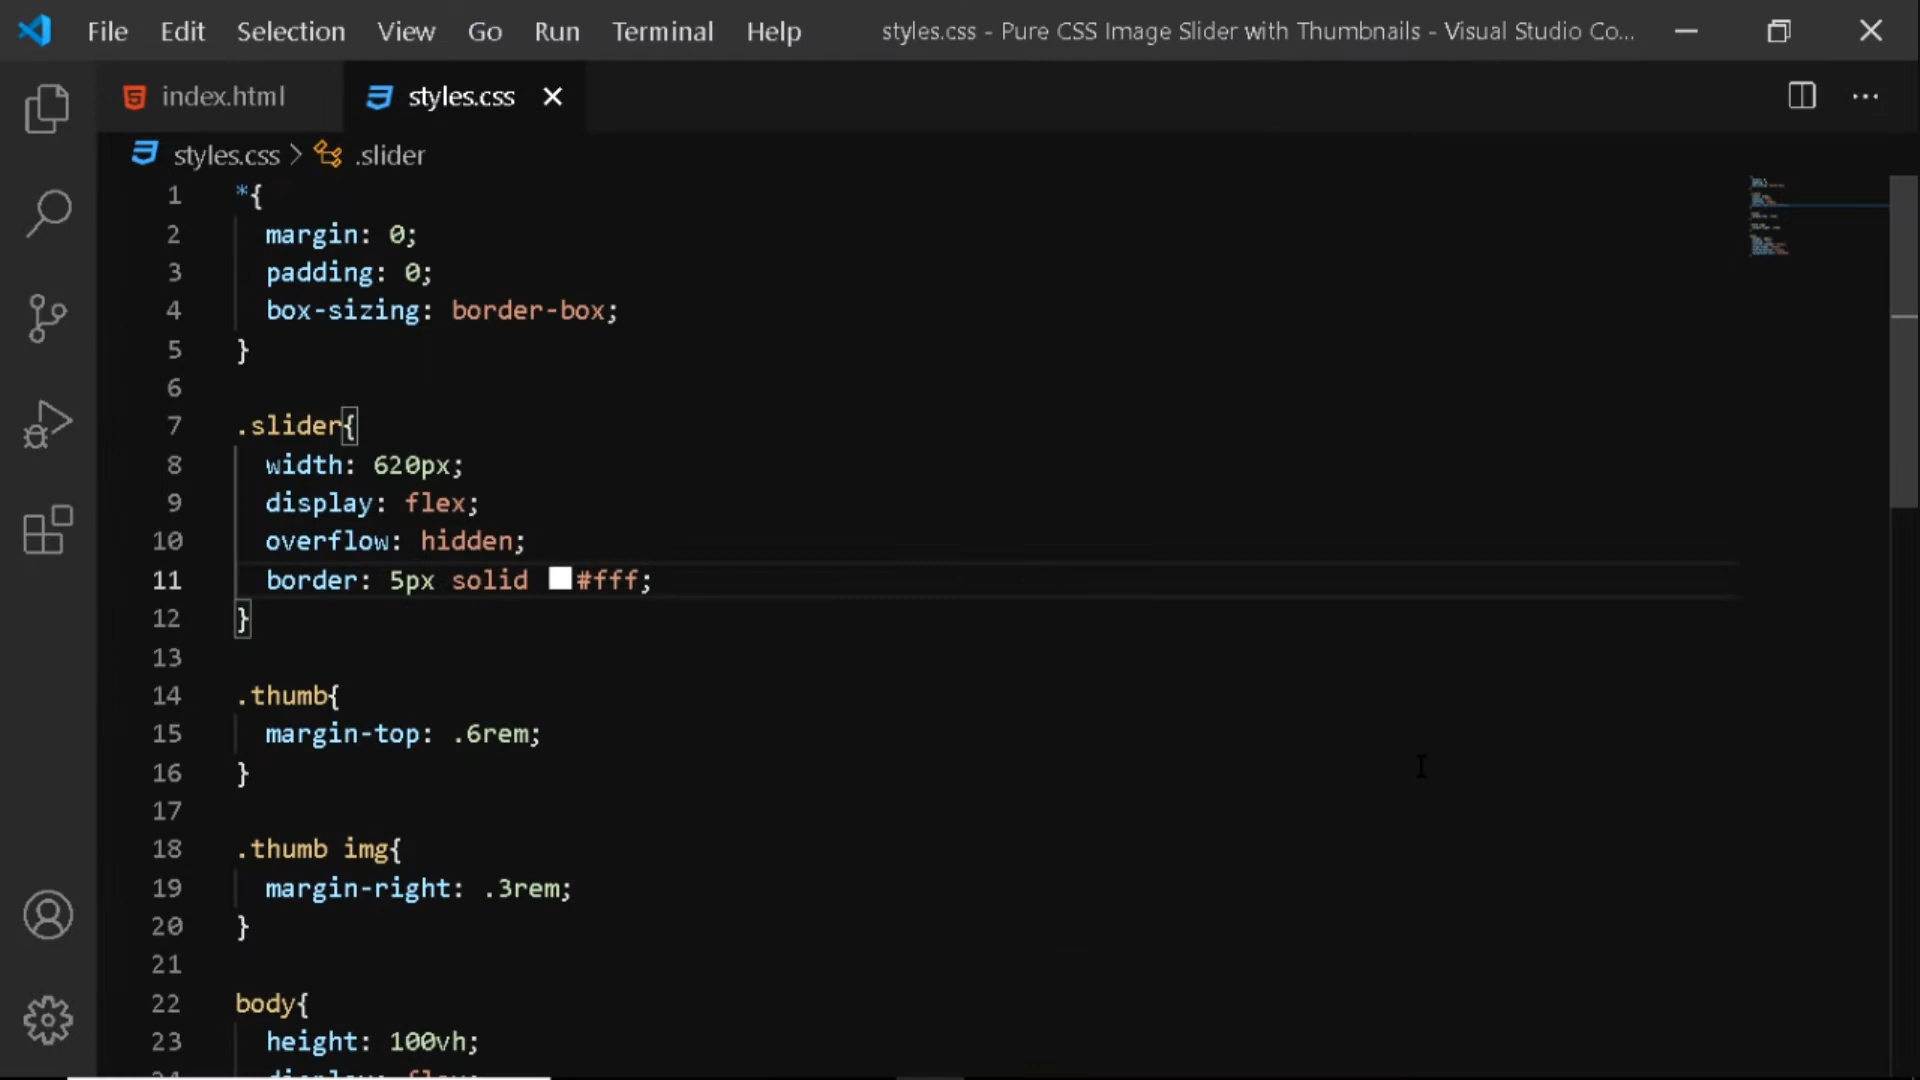 File Edit Selection View Go Run Terminal Help styles.css - Pure CSS Image Slider with Thumbnails - Visual Studio Co...
index.html styles.css
styles.css > .slider
1 *{
2 margin: 0;
3 padding: 0;
4 box-sizing: border-box;
5 }
6
7 .slider{
8 width: 620px;
9 display: flex;
10 overflow: hidden;
11 border: 5px solid #fff;
12 }
13
14 .thumb{
15 margin-top: .6rem;
16 }
17
18 .thumb img{
19 margin-right: .3rem;
20 }
21
22 body{
23 height: 100vh;
24 display: flex;